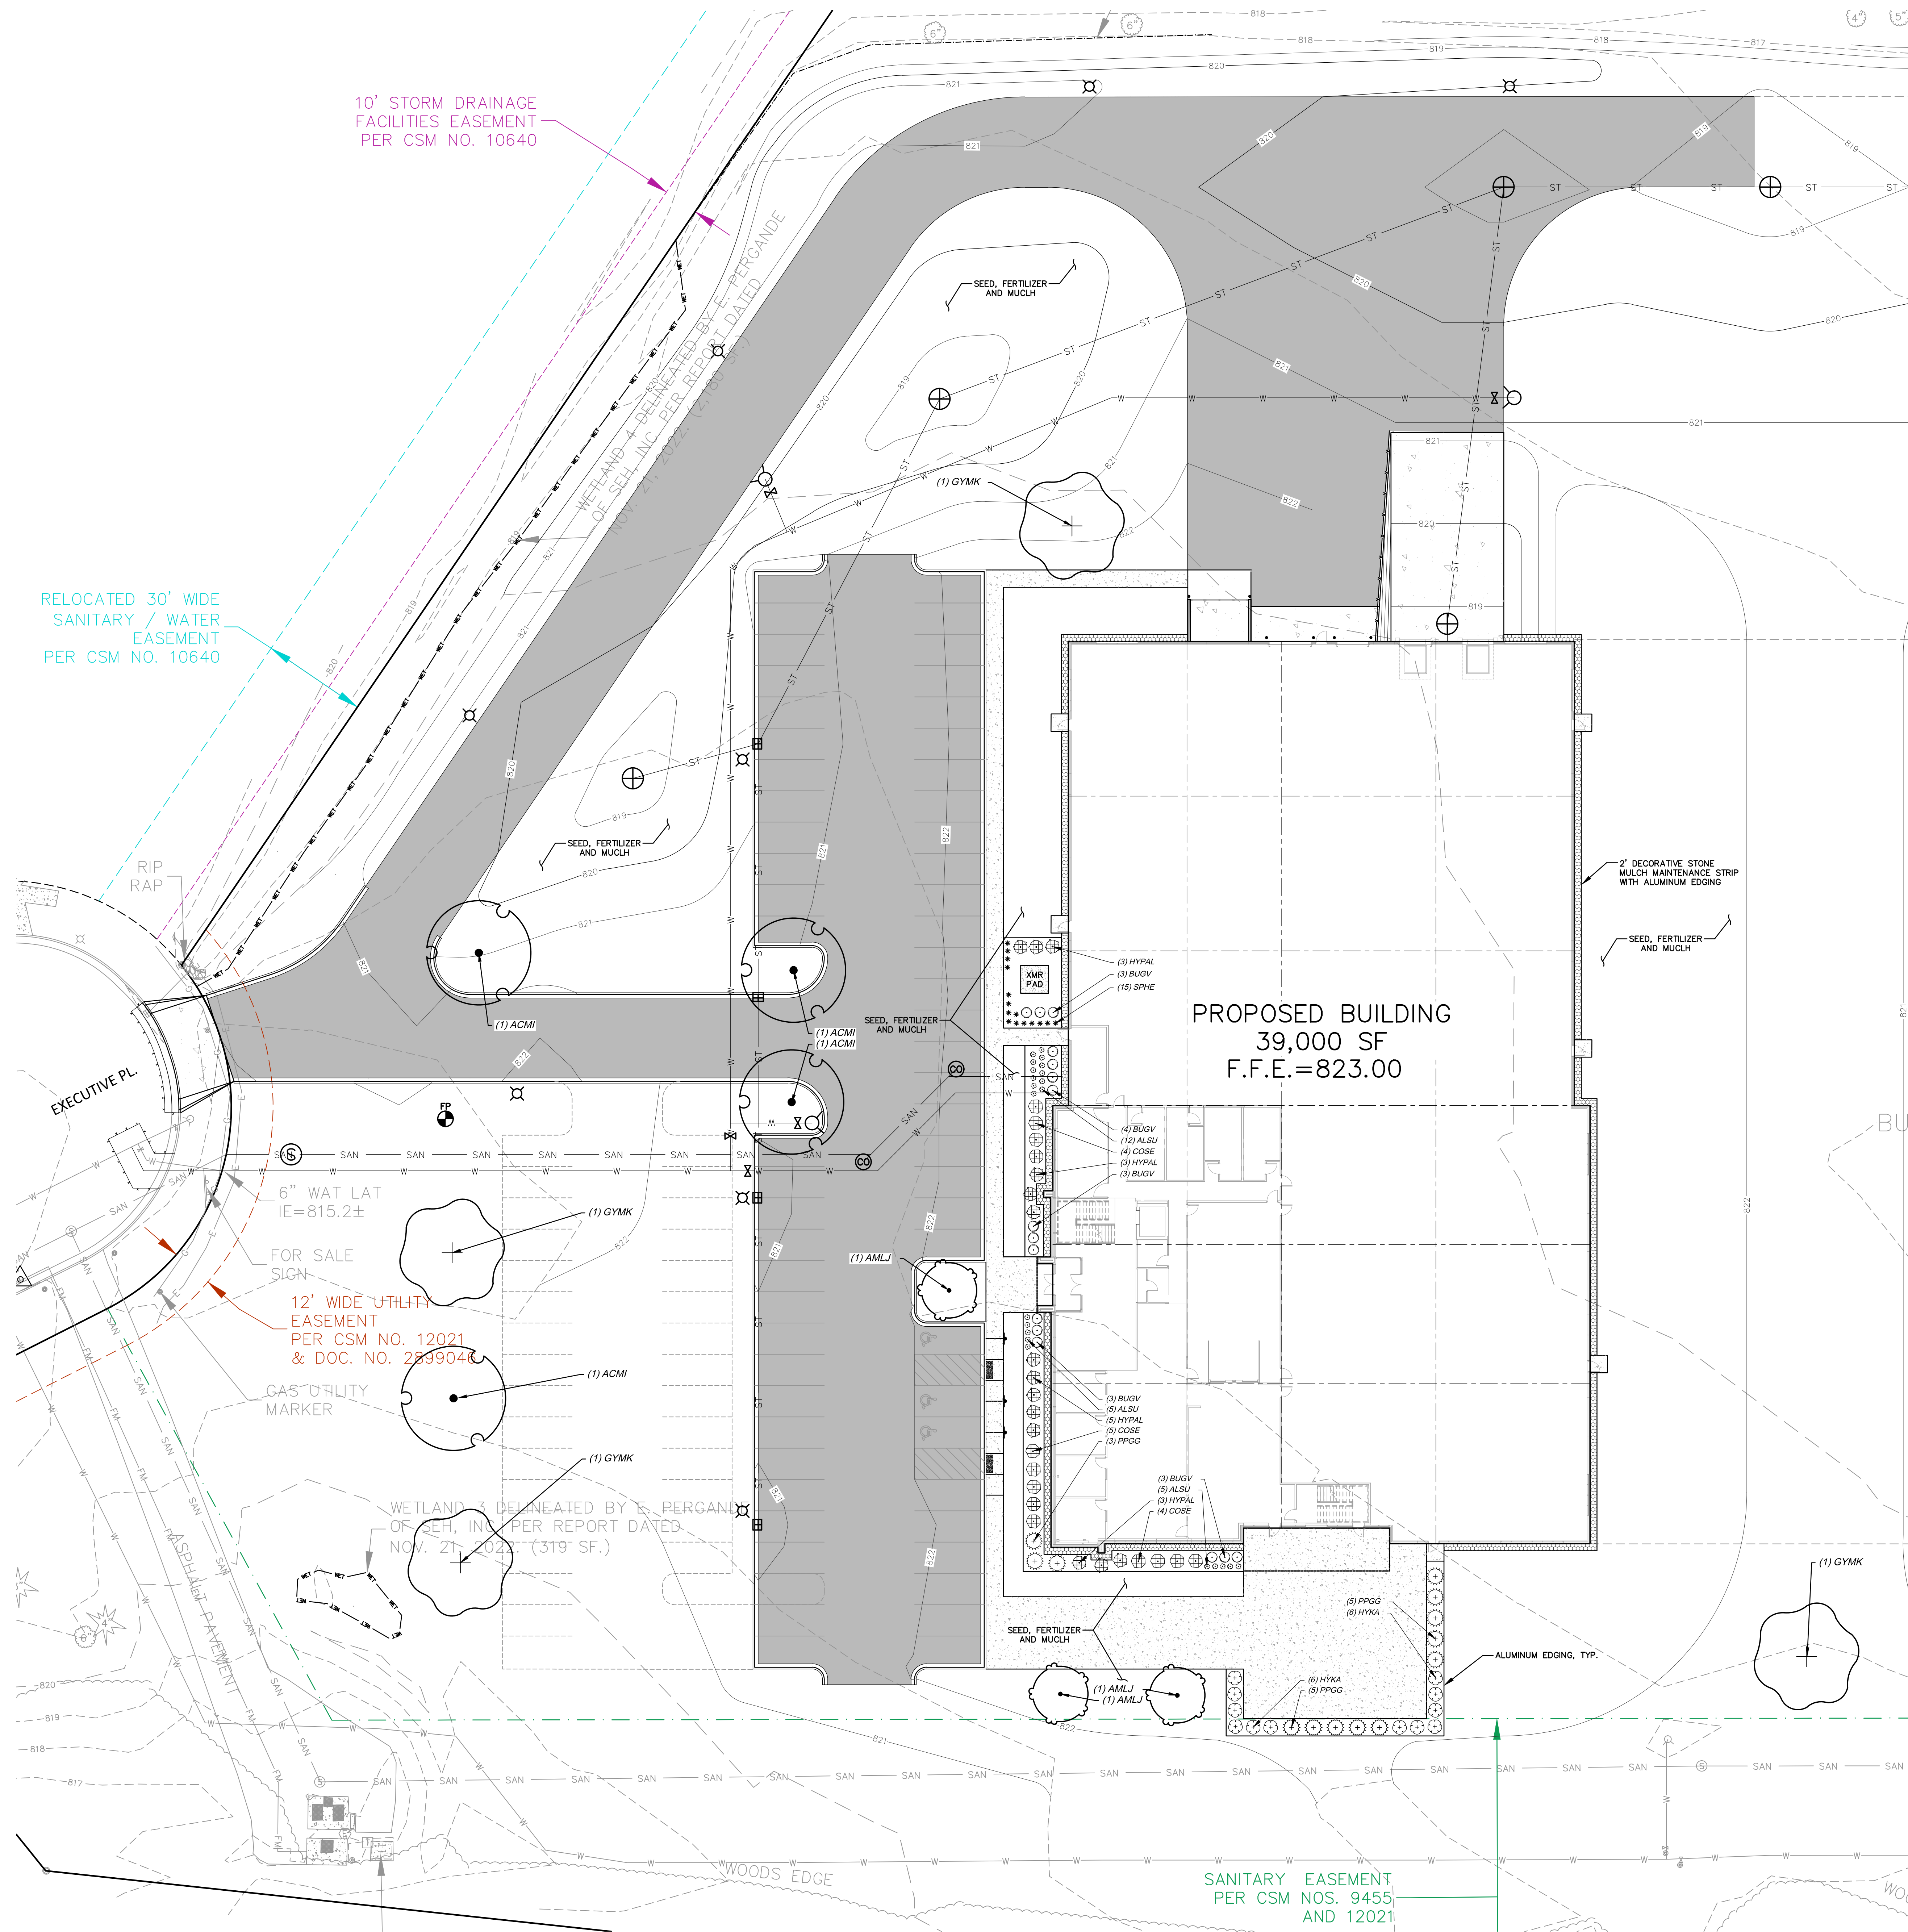 10' STORM DRAINAGE
FACILITIES EASEMENT
PER CSM NO. 10640
RELOCATED 30' WIDE
SANITARY / WATER
EASEMENT
PER CSM NO. 10640
WETLAND 4 DELINEATED BY E. PERGANDE
OF SEH, INC. PER REPORT DATED
NOV. 21, 2022. (2,180 SF.)
SEED, FERTILIZER
AND MUCLH
(1) GYMK
SEED, FERTILIZER
AND MUCLH
RIP
RAP
(1) ACMI
(1) ACMI
(1) ACMI
SEED, FERTILIZER
AND MUCLH
XMR
PAD
(3) HYPAL
(3) BUGV
(15) SPHE
PROPOSED BUILDING
39,000 SF
F.F.E.=823.00
2' DECORATIVE STONE
MULCH MAINTENANCE STRIP
WITH ALUMINUM EDGING
SEED, FERTILIZER
AND MUCLH
EXECUTIVE PL.
FP
(4) BUGV
(12) ALSU
(4) COSE
(3) HYPAL
(3) BUGV
6" WAT LAT
IE=815.2±
FOR SALE
SIGN
12' WIDE UTILITY
EASEMENT
PER CSM NO. 12021
& DOC. NO. 2899046
GAS UTILITY
MARKER
(1) GYMK
(1) AMLJ
(1) ACMI
(1) GYMK
(3) BUGV
(5) ALSU
(5) HYPAL
(5) COSE
(3) PPGG
(3) BUGV
(5) ALSU
(3) HYPAL
(4) COSE
WETLAND 3 DELINEATED BY E. PERGANDE
OF SEH, INC. PER REPORT DATED
NOV. 21, 2022. (319 SF.)
ASPHALT PAVEMENT
SEED, FERTILIZER
AND MUCLH
(5) PPGG
(6) HYKA
(6) HYKA
(5) PPGG
ALUMINUM EDGING, TYP.
(1) GYMK
(1) AMLJ
(1) AMLJ
WOODS EDGE
SANITARY EASEMENT
PER CSM NOS. 9455
AND 12021